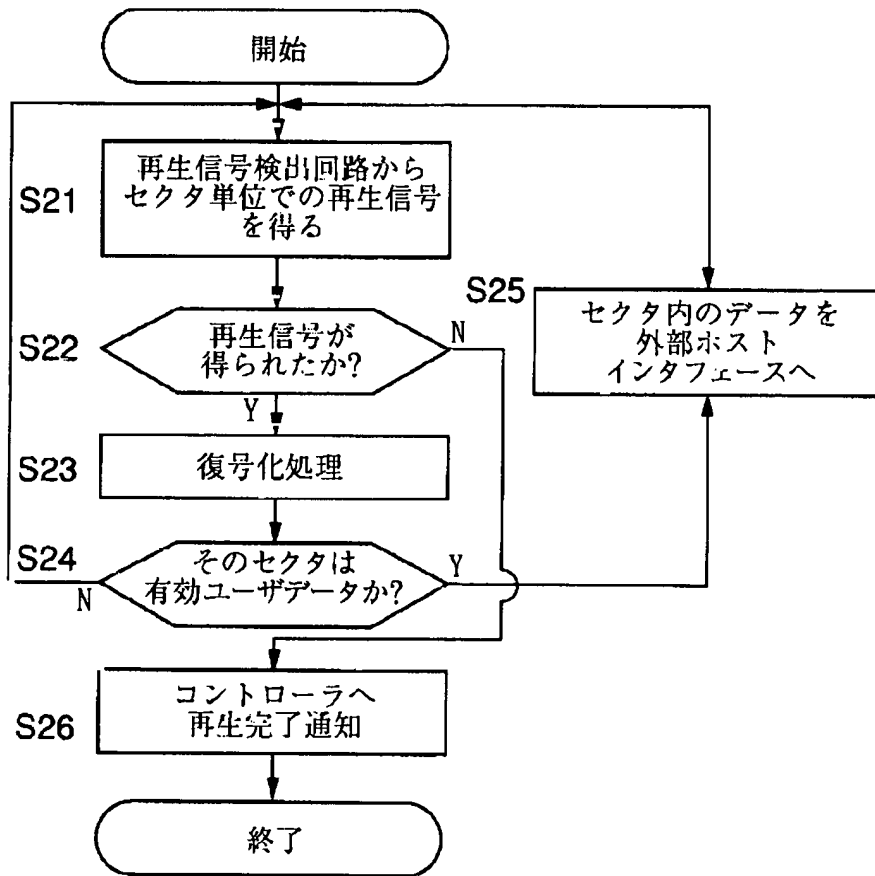 開始
S21
再生信号検出回路から
セクタ単位での再生信号
を得る
S22
再生信号が
得られたか?
N
Y
S23
復号化処理
S24
そのセクタは
有効ユーザデータか?
N
Y
S25
セクタ内のデータを
外部ホスト
インタフェースへ
S26
コントローラへ
再生完了通知
終了